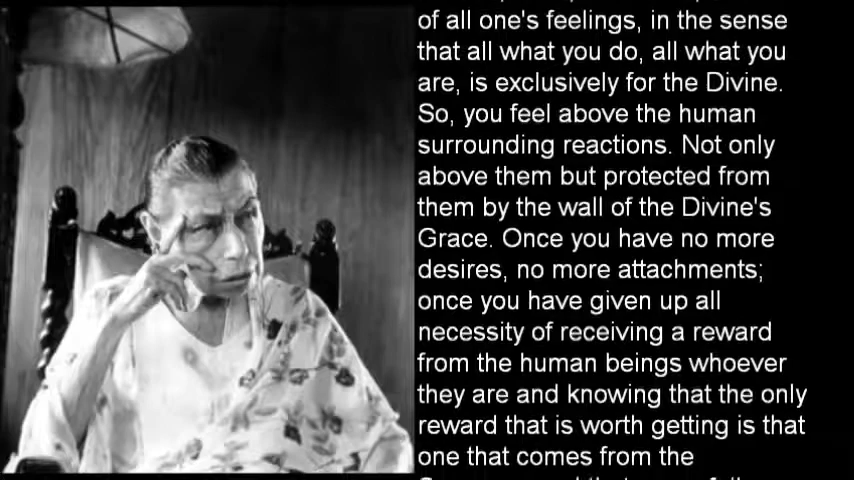 of all one's feelings, in the sense
that all what you do, all what you
are, is exclusively for the Divine.
So, you feel above the human
surrounding reactions. Not only
above them but protected from
them by the wall of the Divine's
Grace. Once you have no more
desires, no more attachments;
once you have given up all
necessity of receiving a reward
from the human beings whoever
they are and knowing that the only
reward that is worth getting is that
one that comes from the